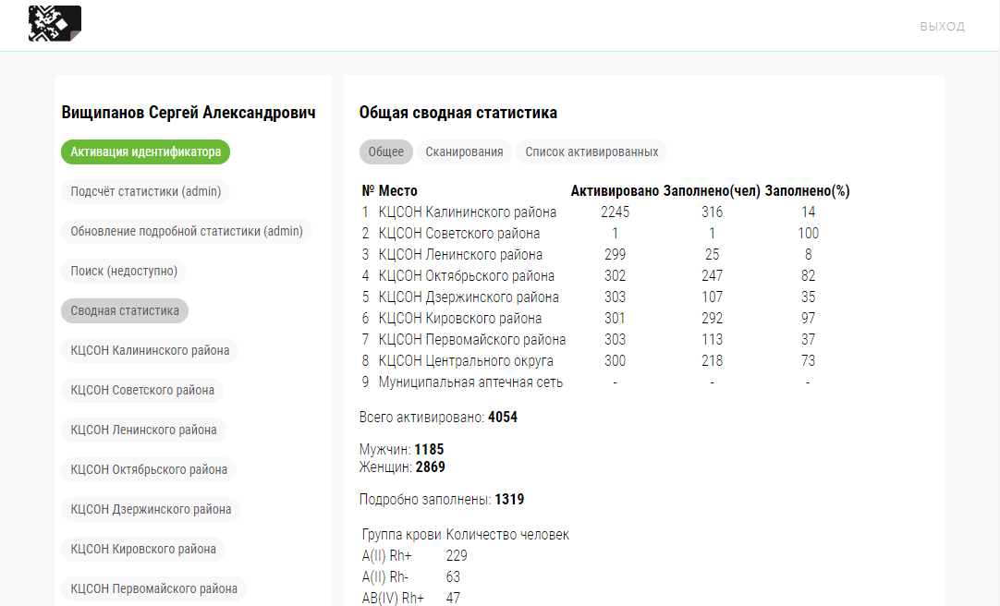 ВЫХОД
Вищипанов Сергей Александрович
Активация идентификатора
Подсчёт статистики (admin)
Обновление подробной статистики (admin)
Поиск (недоступно)
Сводная статистика
КЦСОН Калининского района
КЦСОН Советского района
КЦСОН Ленинского района
КЦСОН Октябрьского района
КЦСОН Дзержинского района
КЦСОН Кировского района
КЦСОН Первомайского района
Общая сводная статистика
Общее Сканирования Список активированных
№ Место Активировано Заполнено(чел) Заполнено(%)
1 КЦСОН Калининского района 2245 316 14
2 КЦСОН Советского района 1 1 100
3 КЦСОН Ленинского района 299 25 8
4 КЦСОН Октябрьского района 302 247 82
5 КЦСОН Дзержинского района 303 107 35
6 КЦСОН Кировского района 301 292 97
7 КЦСОН Первомайского района 303 113 37
8 КЦСОН Центрального округа 300 218 73
9 Муниципальная аптечная сеть - - -
Всего активировано: 4054
Мужчин: 1185
Женщин: 2869
Подробно заполнены: 1319
Группа крови Количество человек
A(II) Rh+ 229
A(II) Rh- 63
AB(IV) Rh+ 47